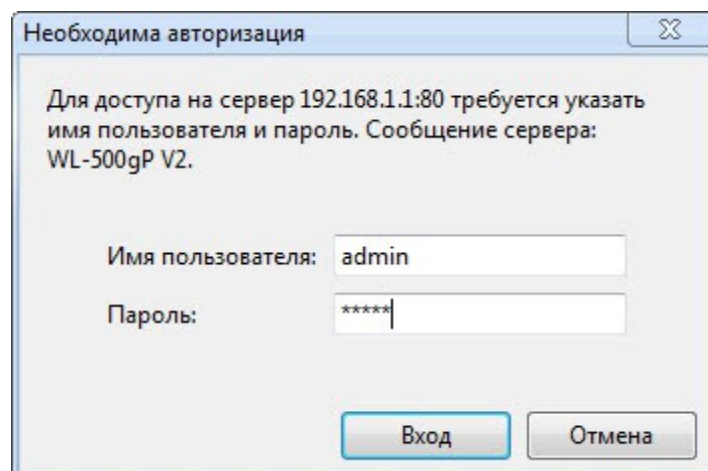 Необходима авторизация
Для доступа на сервер 192.168.1.1:80 требуется указать
имя пользователя и пароль. Сообщение сервера:
WL-500gP V2.
Имя пользователя: admin
Пароль: *****
Вход Отмена